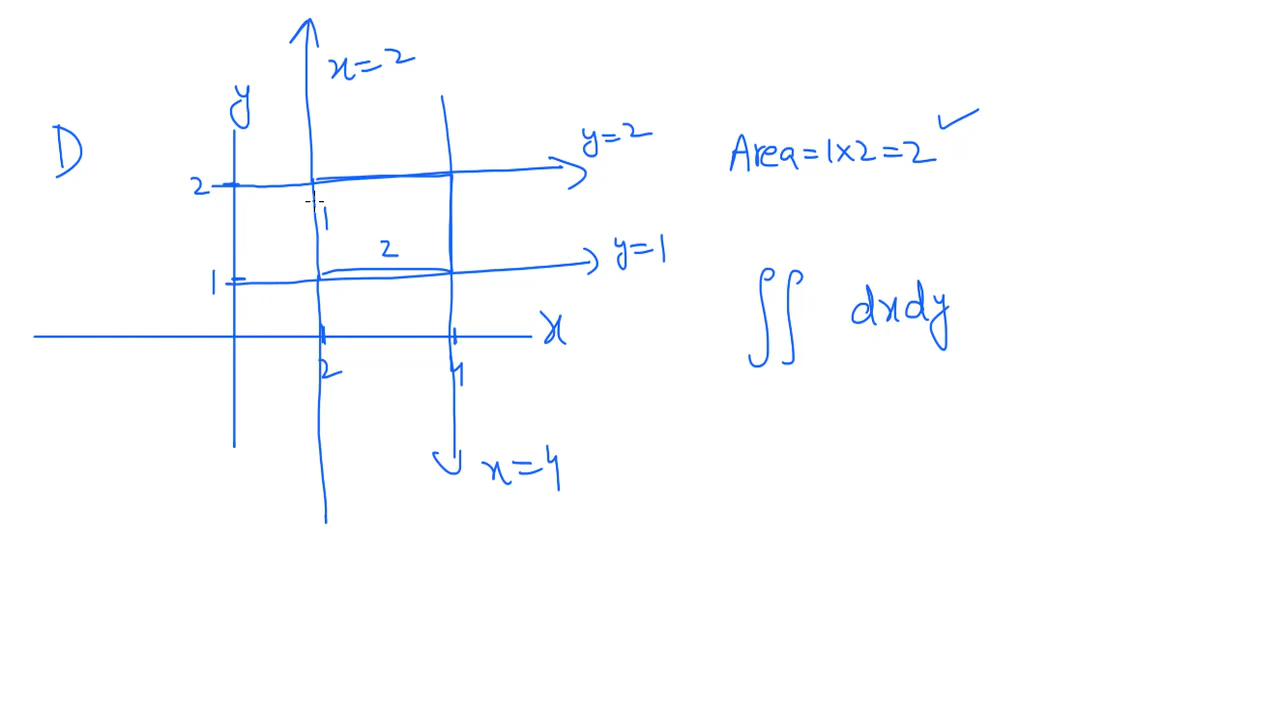 x=2
y
D
y=2
Area=1×2=2 ✓
2
1
2
y=1
1
∫∫ dxdy
x
2
4
x=4